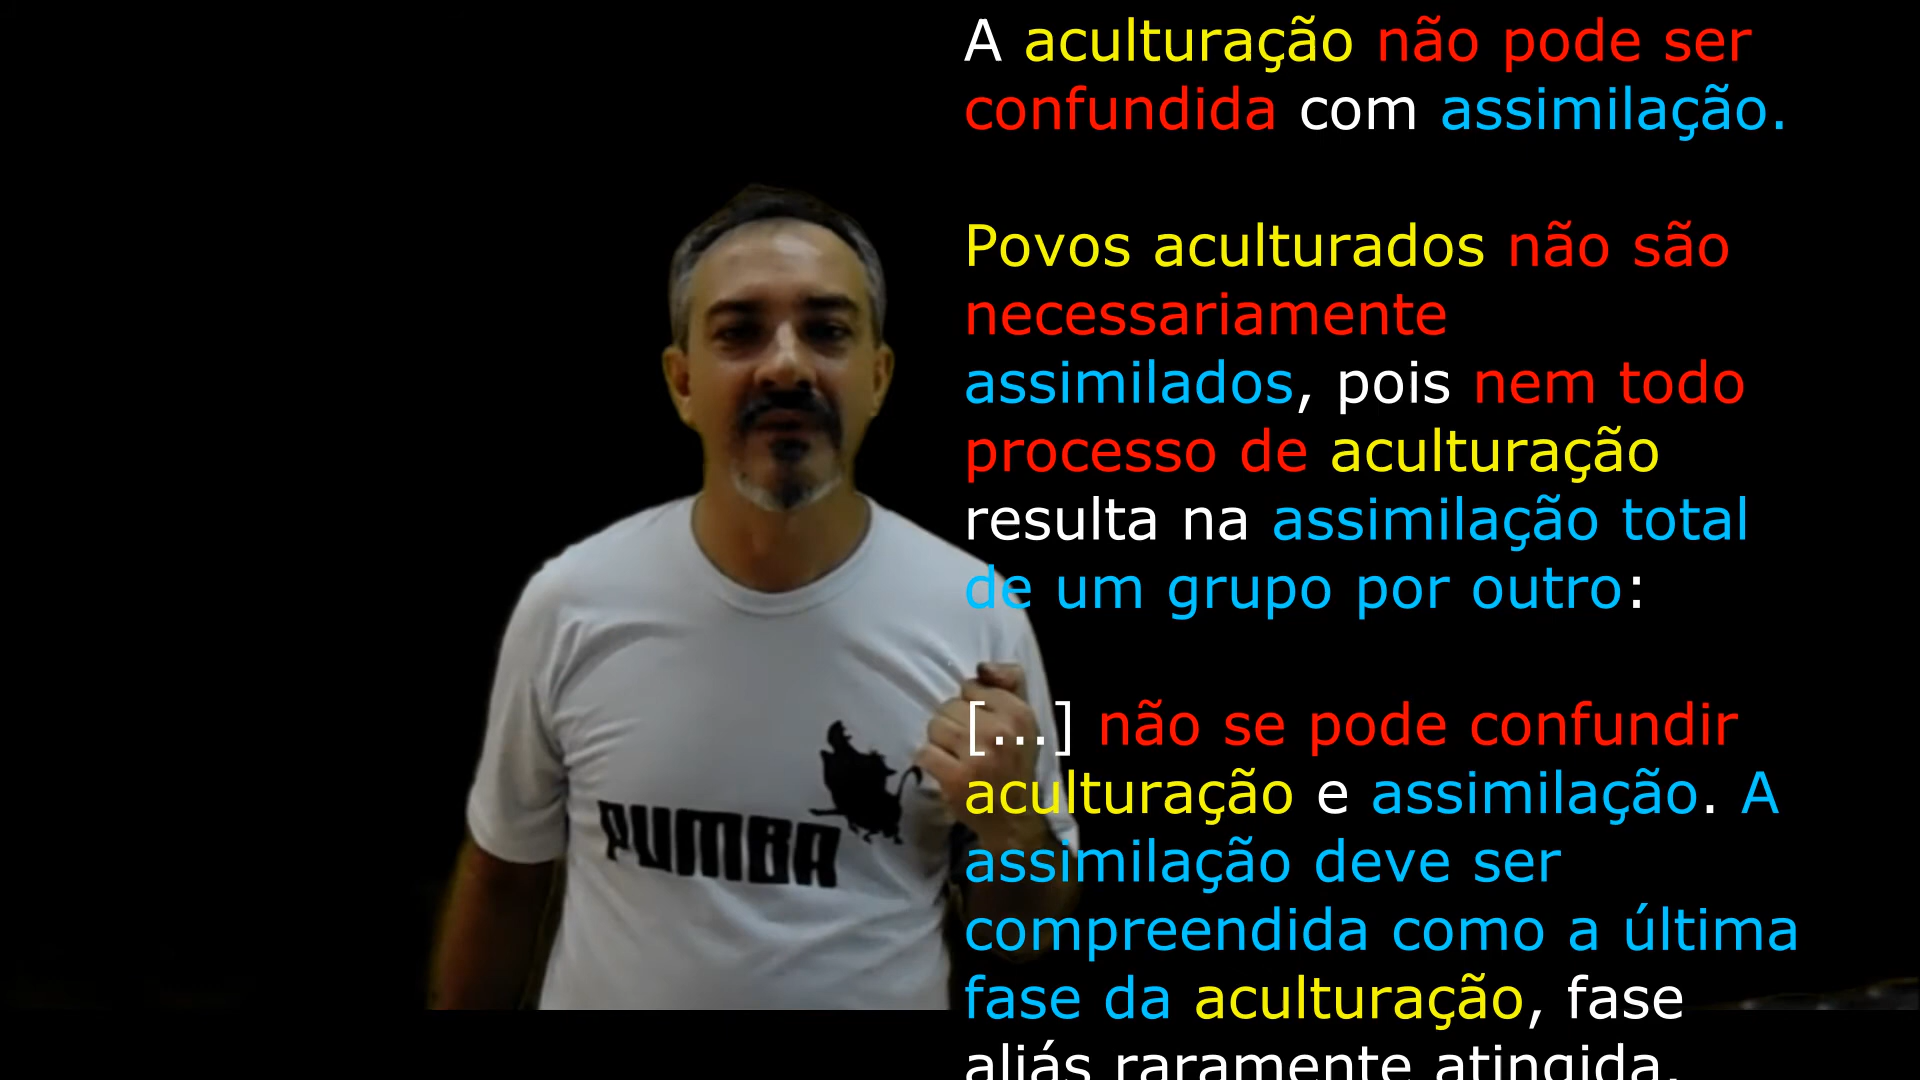 A aculturação não pode ser
confundida com assimilação.
Povos aculturados não são
necessariamente
assimilados, pois nem todo
processo de aculturação
resulta na assimilação total
de um grupo por outro:
[...] não se pode confundir
aculturação e assimilação. A
assimilação deve ser
compreendida como a última
fase da aculturação, fase
aliás raramente atingida.
PUMBA